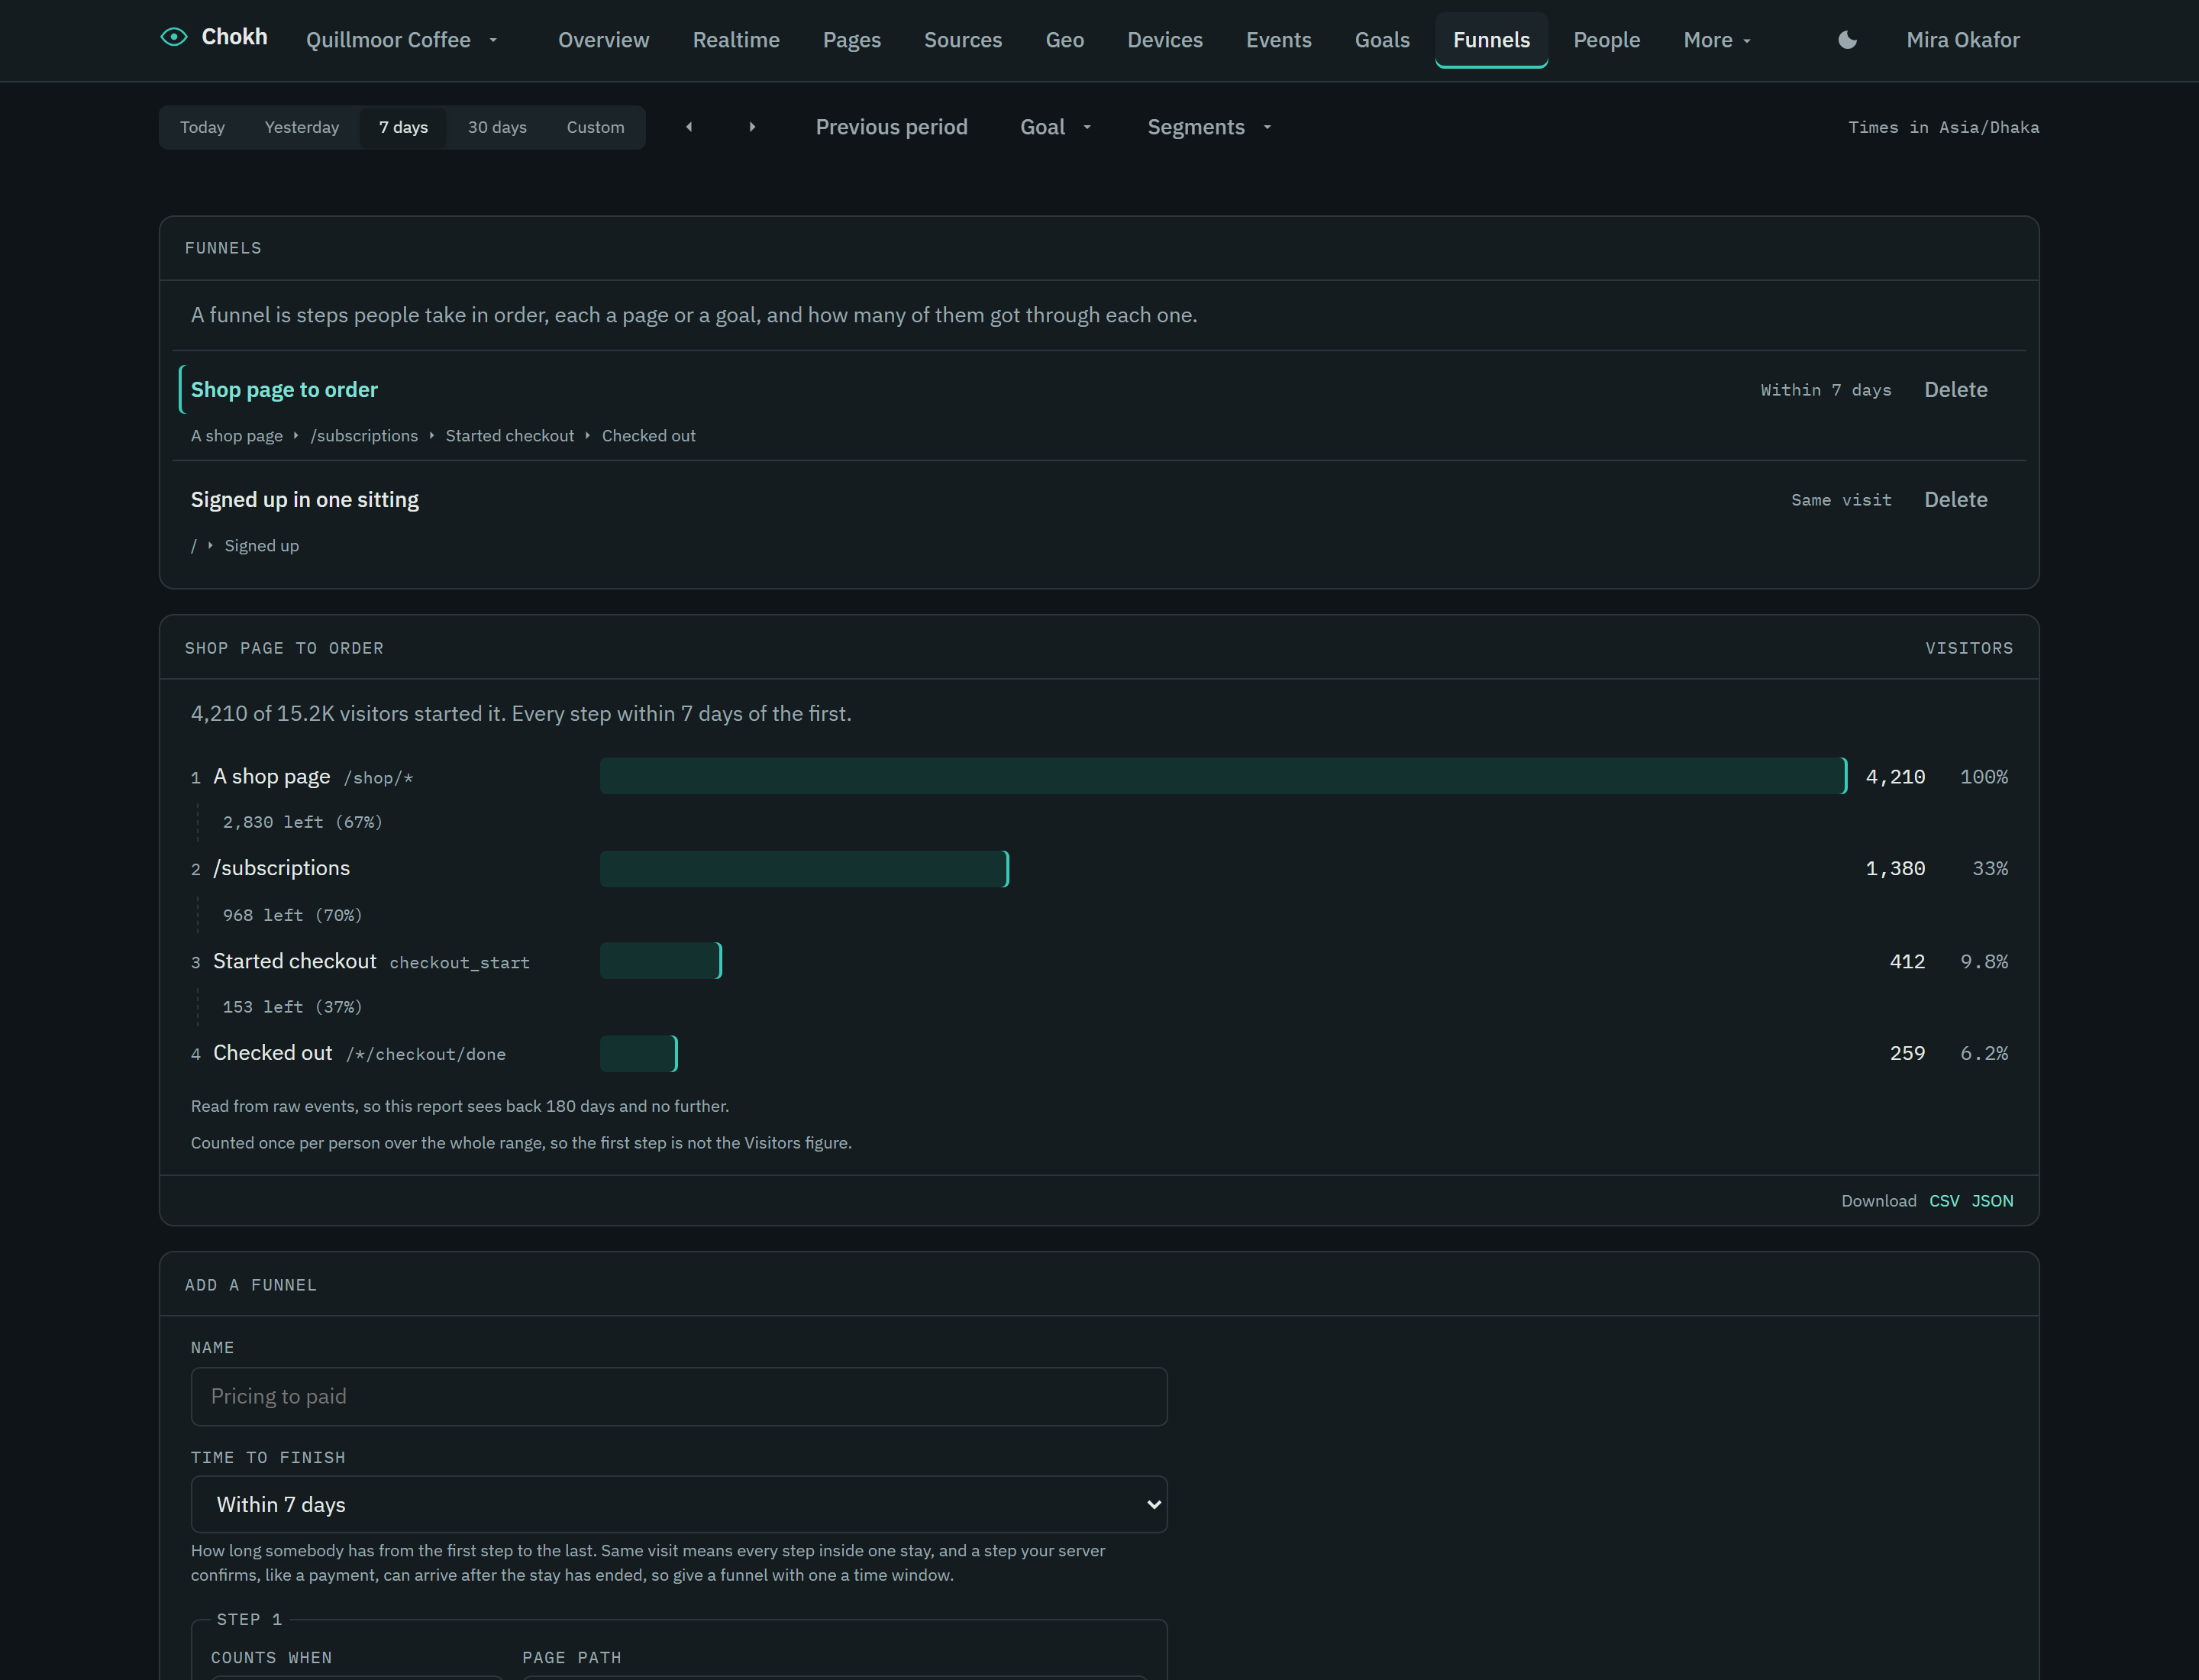 Chokh
Quillmoor Coffee
Overview
Realtime
Pages
Sources
Geo
Devices
Events
Goals
Funnels
People
More
Mira Okafor
Today
Yesterday
7 days
30 days
Custom
Previous period
Goal
Segments
Times in Asia/Dhaka
FUNNELS
A funnel is steps people take in order, each a page or a goal, and how many of them got through each one.
Shop page to order
Within 7 days
Delete
A shop page /subscriptions Started checkout Checked out
Signed up in one sitting
Same visit
Delete
/ Signed up
SHOP PAGE TO ORDER
VISITORS
4,210 of 15.2K visitors started it. Every step within 7 days of the first.
1 A shop page /shop/* 4,210 100%
2,830 left (67%)
2 /subscriptions 1,380 33%
968 left (70%)
3 Started checkout checkout_start 412 9.8%
153 left (37%)
4 Checked out /*/checkout/done 259 6.2%
Read from raw events, so this report sees back 180 days and no further.
Counted once per person over the whole range, so the first step is not the Visitors figure.
Download CSV JSON
ADD A FUNNEL
NAME
Pricing to paid
TIME TO FINISH
Within 7 days
How long somebody has from the first step to the last. Same visit means every step inside one stay, and a step your server
confirms, like a payment, can arrive after the stay has ended, so give a funnel with one a time window.
STEP 1
COUNTS WHEN
PAGE PATH